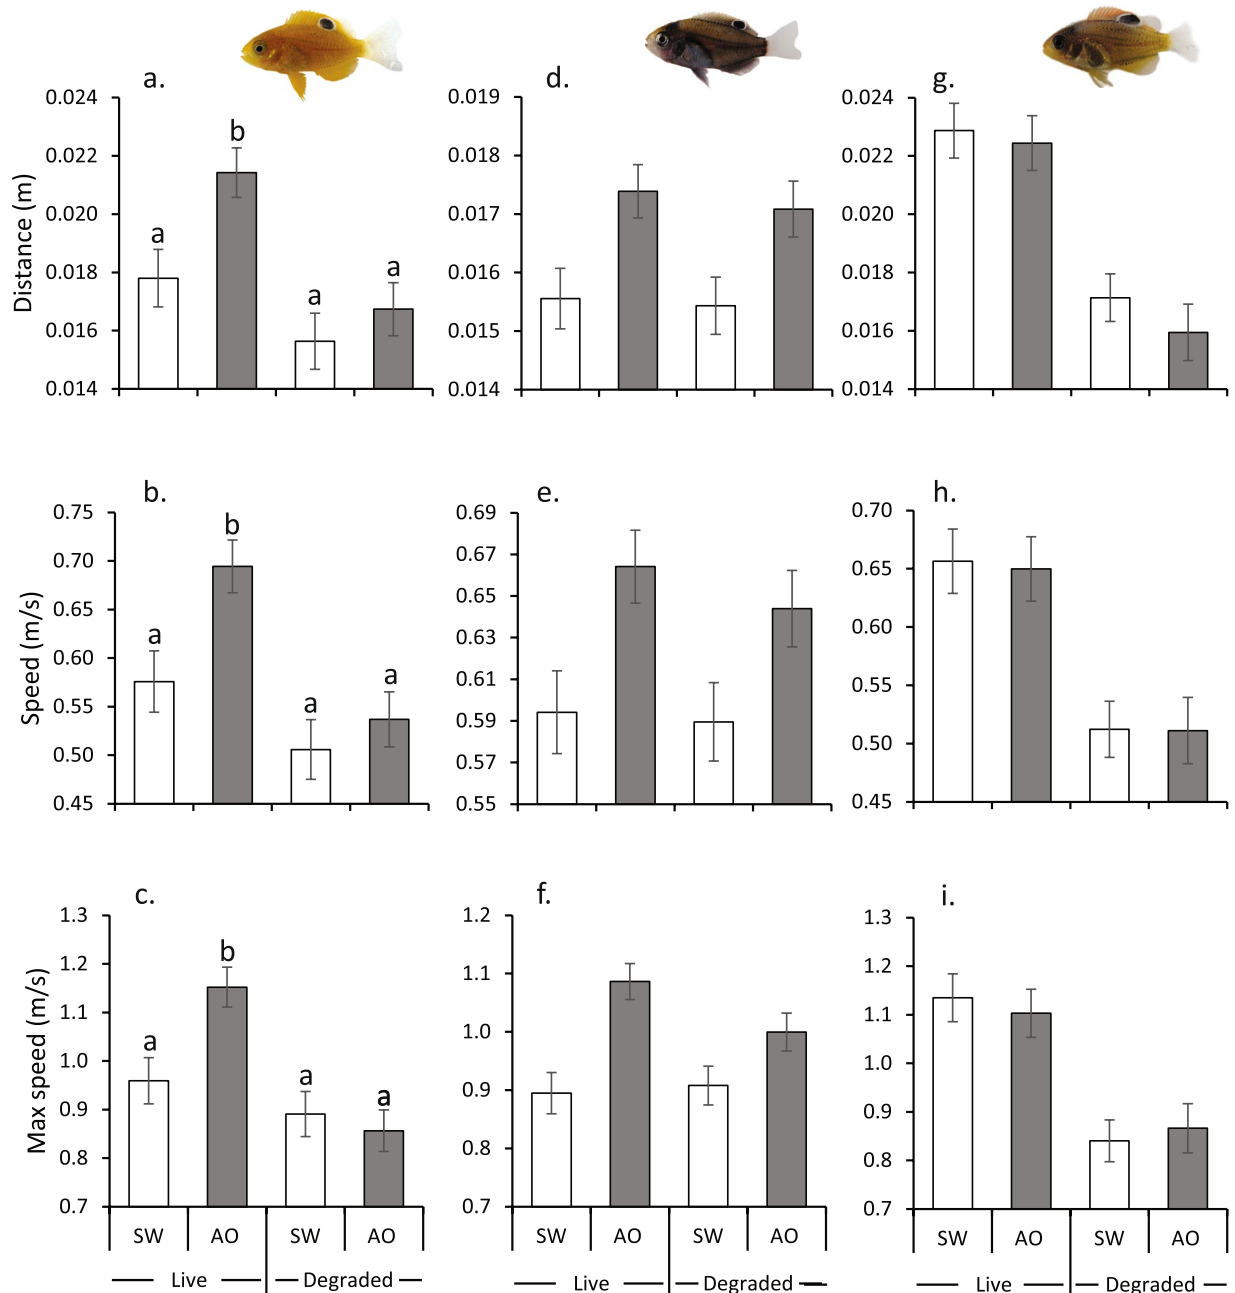 a.
d.
g.
Distance (m)
0.024
0.022
0.020
0.018
0.016
0.014
a
b
a
a
0.019
0.018
0.017
0.016
0.015
0.014
0.024
0.022
0.020
0.018
0.016
0.014
b.
e.
h.
Speed (m/s)
0.75
0.70
0.65
0.60
0.55
0.50
0.45
a
b
a
a
0.69
0.67
0.65
0.63
0.61
0.59
0.57
0.55
0.70
0.65
0.60
0.55
0.50
0.45
c.
f.
i.
Max speed (m/s)
1.3
1.2
1.1
1.0
0.9
0.8
0.7
a
b
a
a
1.2
1.1
1.0
0.9
0.8
0.7
1.3
1.2
1.1
1.0
0.9
0.8
0.7
SW AO SW AO
Live Degraded
SW AO SW AO
Live Degraded
SW AO SW AO
Live Degraded